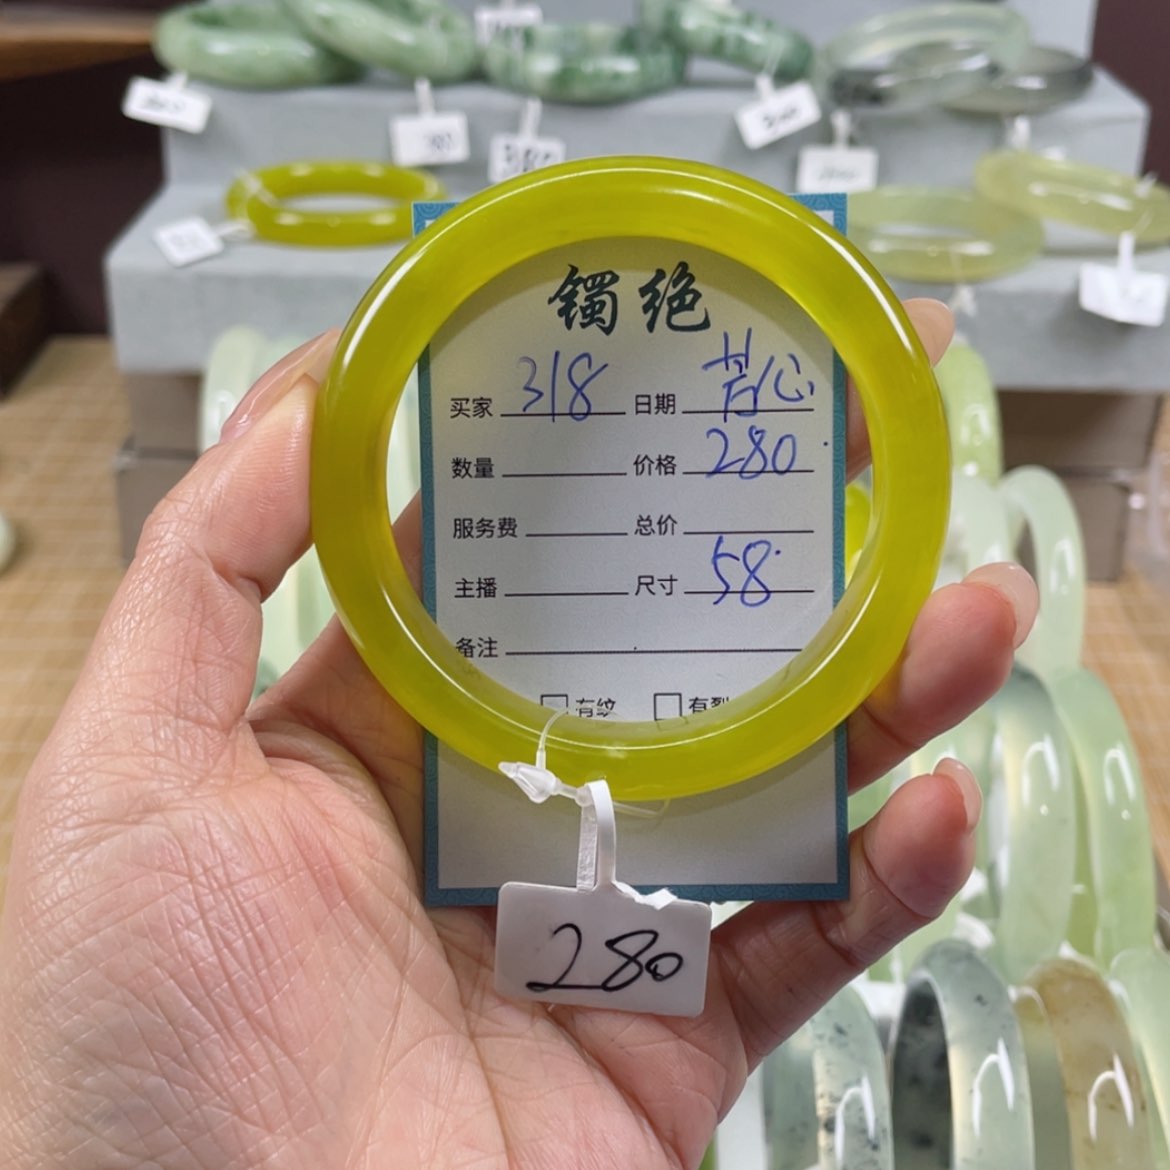 镯绝
买家 318 日期 苦心
数量 价格 280
服务费 总价
主播 尺寸 58
备注
有纹 有裂
280